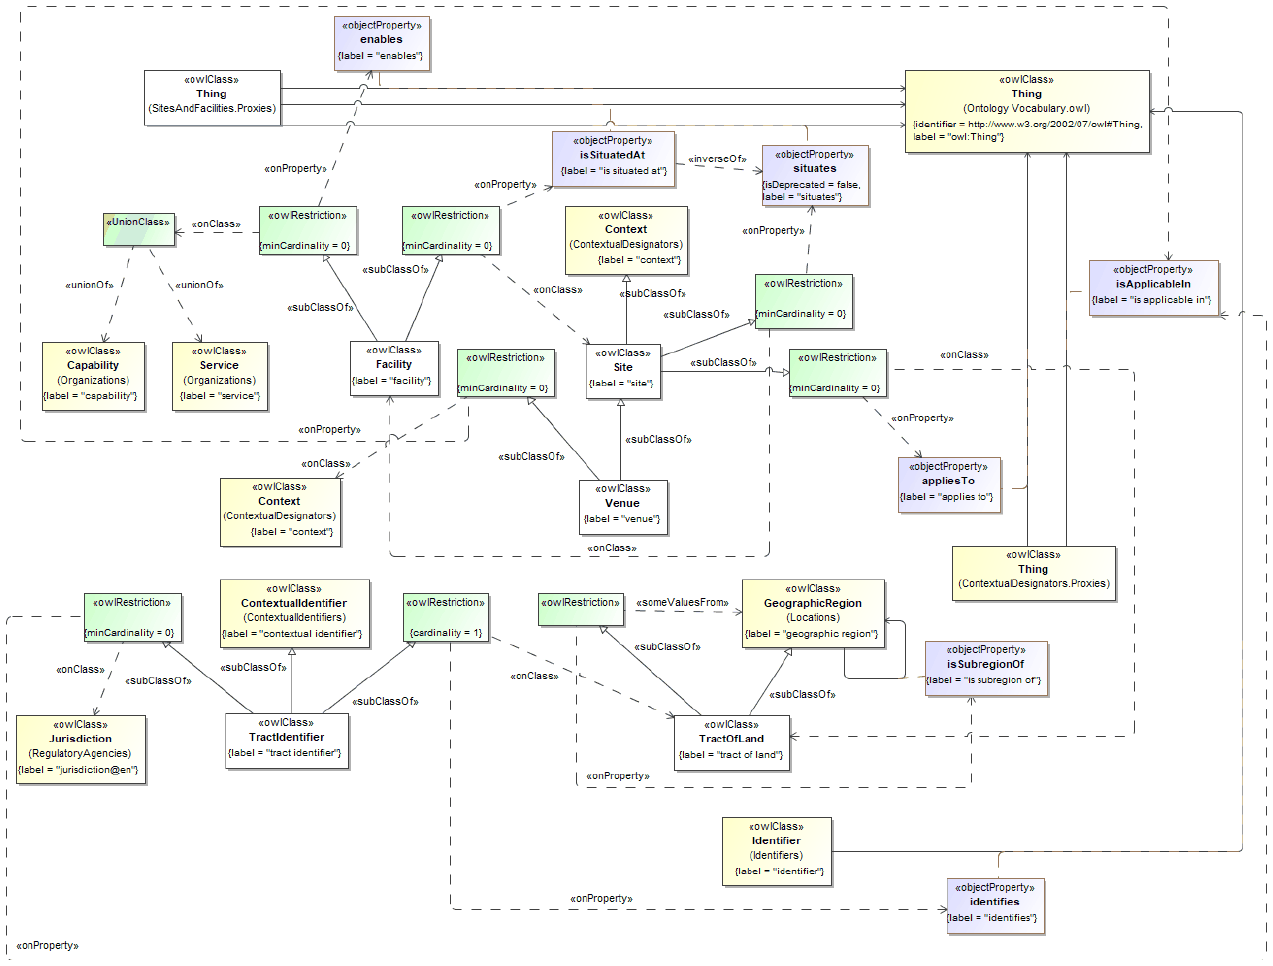 «objectProperty»
enables
{label = "enables"}
«owlClass»
Thing
(SitesAndFacilities.Proxies)
«owlClass»
Thing
(Ontology Vocabulary.owl)
{identifier = http://www.w3.org/2002/07/owl#Thing,
label = "owl:Thing"}
«objectProperty»
isSituatedAt
{label = "is situated at"}
«inverseOf»
«objectProperty»
situates
{isDeprecated = false,
label = "situates"}
«onProperty»
«onProperty»
«onProperty»
«UnionClass»
«onClass»
«owlRestriction»
{minCardinality = 0}
«owlRestriction»
{minCardinality = 0}
«owlClass»
Context
(ContextualDesignators)
{label = "context"}
«objectProperty»
isApplicableIn
{label = "is applicable in"}
«unionOf»
«unionOf»
«subClassOf»
«subClassOf»
«onClass»
«subClassOf»
«subClassOf»
«owlRestriction»
{minCardinality = 0}
«owlClass»
Capability
(Organizations)
{label = "capability"}
«owlClass»
Service
(Organizations)
{label = "service"}
«owlClass»
Facility
{label = "facility"}
«owlRestriction»
{minCardinality = 0}
«owlClass»
Site
{label = "site"}
«subClassOf»
«owlRestriction»
{minCardinality = 0}
«onClass»
«onProperty»
«onClass»
«subClassOf»
«subClassOf»
«onProperty»
«objectProperty»
appliesTo
{label = "applies to"}
«owlClass»
Context
(ContextualDesignators)
{label = "context"}
«owlClass»
Venue
{label = "venue"}
«onClass»
«owlClass»
Thing
(ContextualDesignators.Proxies)
«owlRestriction»
{minCardinality = 0}
«owlClass»
ContextualIdentifier
(ContextualIdentifiers)
{label = "contextual identifier"}
«owlRestriction»
{cardinality = 1}
«owlRestriction»
«someValuesFrom»
«owlClass»
GeographicRegion
(Locations)
{label = "geographic region"}
«objectProperty»
isSubregionOf
{label = "is subregion of"}
«onClass»
«subClassOf»
«subClassOf»
«subClassOf»
«onClass»
«subClassOf»
«subClassOf»
«owlClass»
Jurisdiction
(RegulatoryAgencies)
{label = "jurisdiction@en"}
«owlClass»
TractIdentifier
{label = "tract identifier"}
«owlClass»
TractOfLand
{label = "tract of land"}
«onProperty»
«owlClass»
Identifier
(Identifiers)
{label = "identifier"}
«onProperty»
«objectProperty»
identifies
{label = "identifies"}
«onProperty»